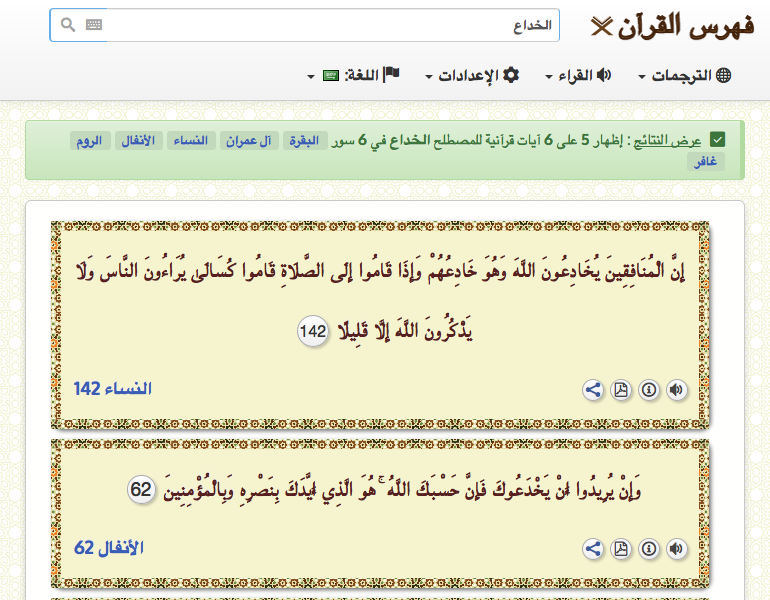 فهرس القرآن
الخداع
الترجمات القراء الإعدادات اللغة:
عرض النتائج : إظهار 5 على 6 آيات قرآنية للمصطلح الخداع في 6 سور البقرة آل عمران النساء الأنفال الروم
غافر
إِنَّ الْمُنَافِقِينَ يُخَادِعُونَ اللَّهَ وَهُوَ خَادِعُهُمْ وَإِذَا قَامُوا إِلَى الصَّلَاةِ قَامُوا كُسَالَىٰ يُرَاءُونَ النَّاسَ وَلَا
يَذْكُرُونَ اللَّهَ إِلَّا قَلِيلًا 142
النساء 142
وَإِنْ يُرِيدُوا أَنْ يَخْدَعُوكَ فَإِنَّ حَسْبَكَ اللَّهُ ۚ هُوَ الَّذِي أَيَّدَكَ بِنَصْرِهِ وَبِالْمُؤْمِنِينَ 62
الأنفال 62